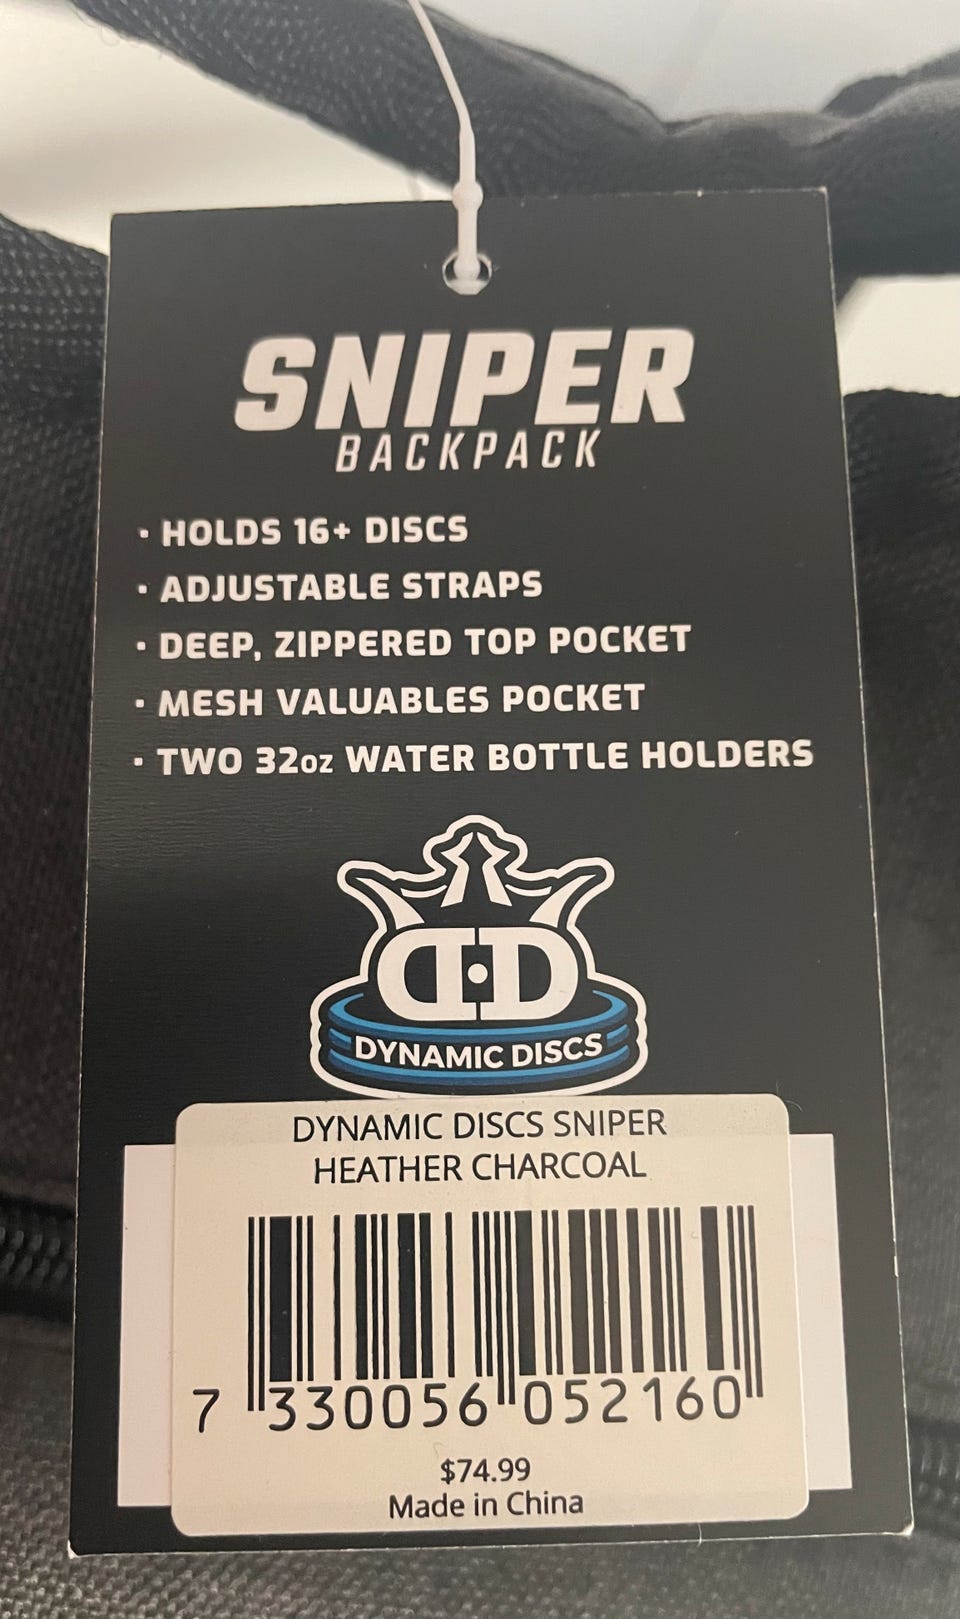 SNIPER
BACKPACK
· HOLDS 16+ DISCS
· ADJUSTABLE STRAPS
· DEEP, ZIPPERED TOP POCKET
· MESH VALUABLES POCKET
· TWO 32oz WATER BOTTLE HOLDERS
D·D
DYNAMIC DISCS
DYNAMIC DISCS SNIPER
HEATHER CHARCOAL
7 330056 052160
$74.99
Made in China